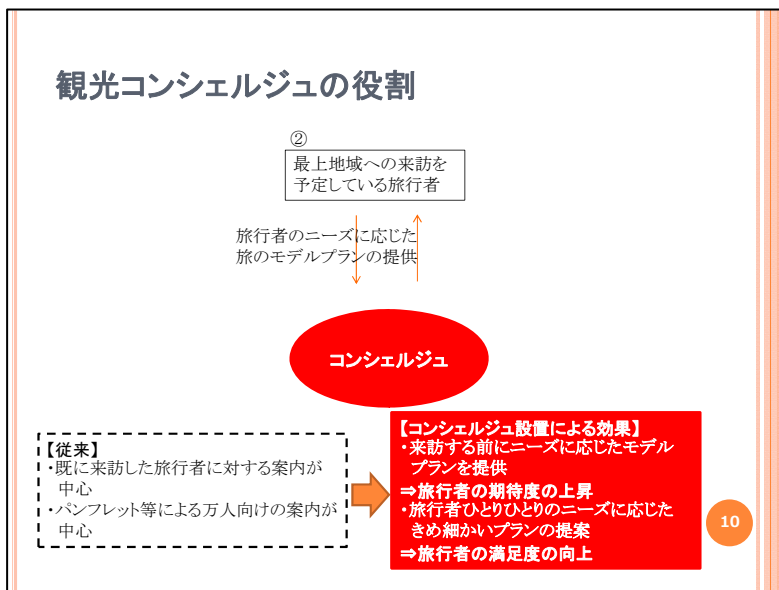 観光コンシェルジュの役割
②
最上地域への来訪を
予定している旅行者
旅行者のニーズに応じた
旅のモデルプランの提供
コンシェルジュ
【従来】
・既に来訪した旅行者に対する案内が
中心
・パンフレット等による万人向けの案内が
中心
【コンシェルジュ設置による効果】
・来訪する前にニーズに応じたモデル
プランを提供
⇒旅行者の期待度の上昇
・旅行者ひとりひとりのニーズに応じた
きめ細かいプランの提案
⇒旅行者の満足度の向上
10